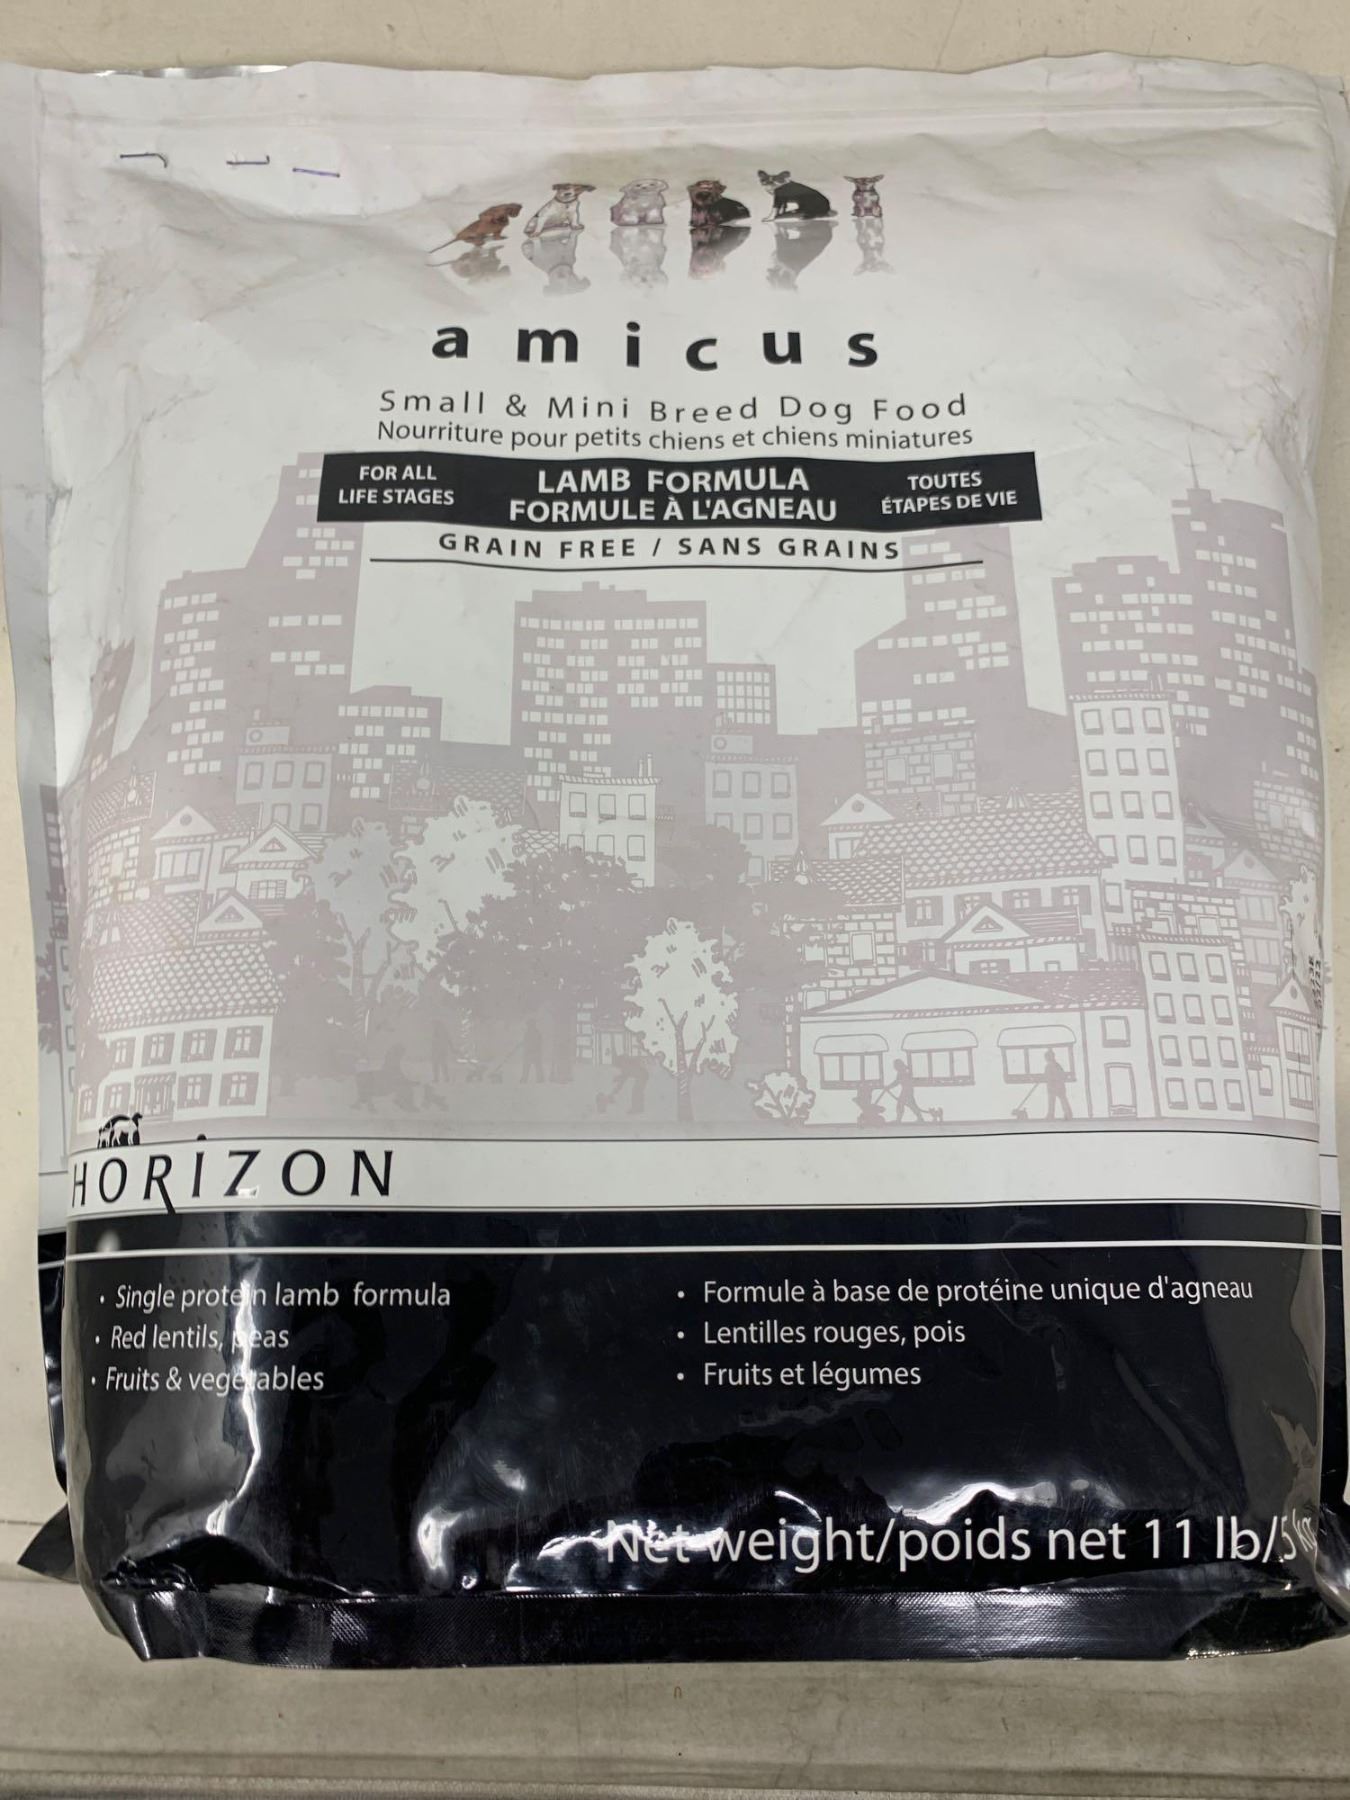 amicus
Small & Mini Breed Dog Food
Nourriture pour petits chiens et chiens miniatures
FOR ALL
LIFE STAGES
LAMB FORMULA
FORMULE À L'AGNEAU
TOUTES
ÉTAPES DE VIE
GRAIN FREE / SANS GRAINS
HORIZON
• Single protein lamb formula
• Red lentils, peas
• Fruits & vegetables
• Formule à base de protéine unique d'agneau
• Lentilles rouges, pois
• Fruits et légumes
Net weight/poids net 11 lb/5 kg